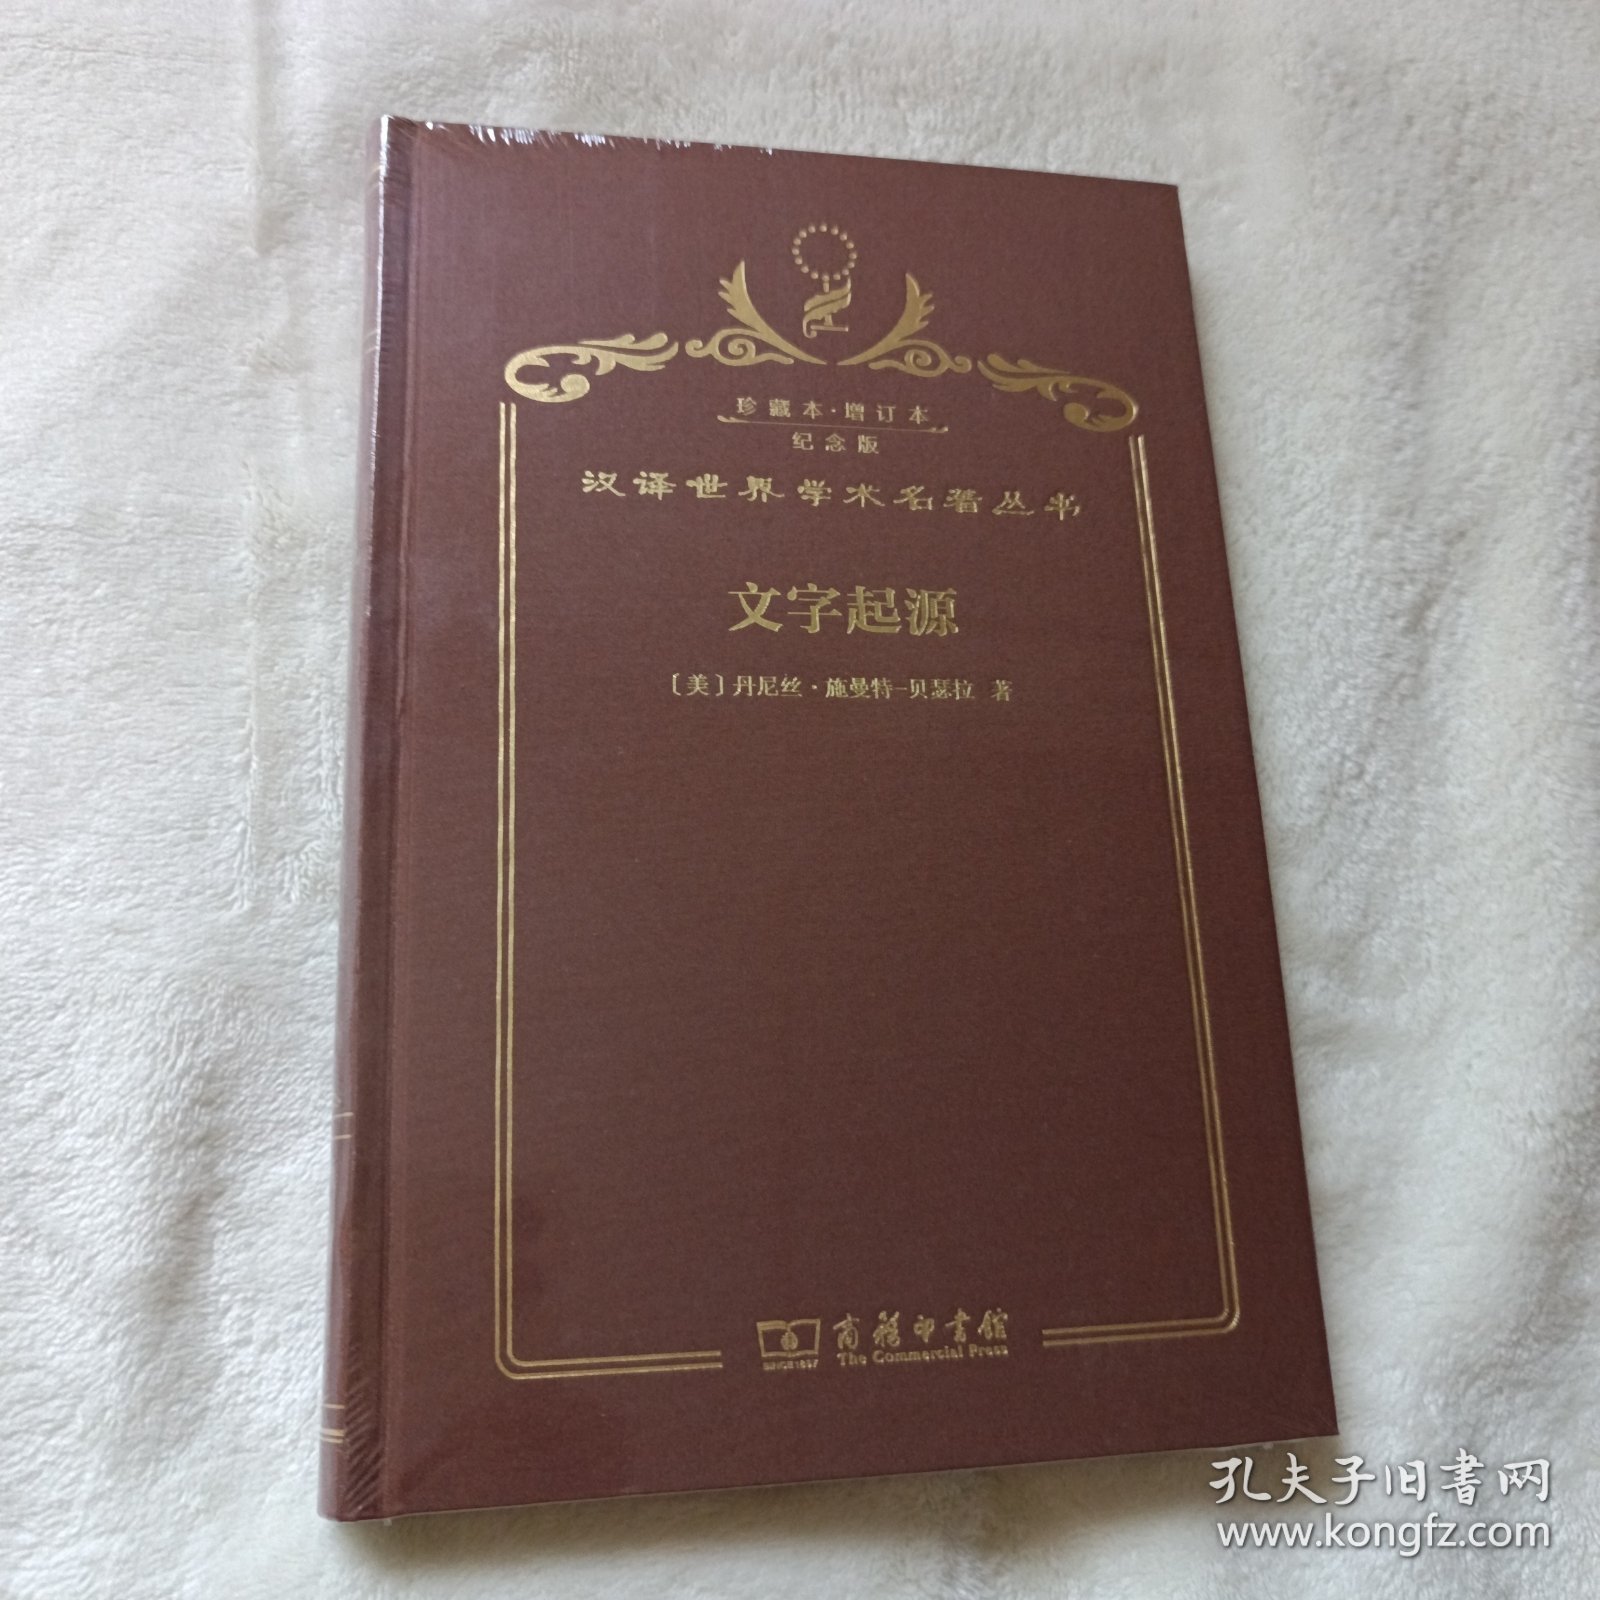 珍藏本·增订本
纪念版
汉译世界学术名著丛书
文字起源
〔美〕丹尼丝·施曼特-贝瑟拉 著
商务印书馆
SINCE 1897
The Commercial Press
孔夫子旧书网
www.kongfz.com